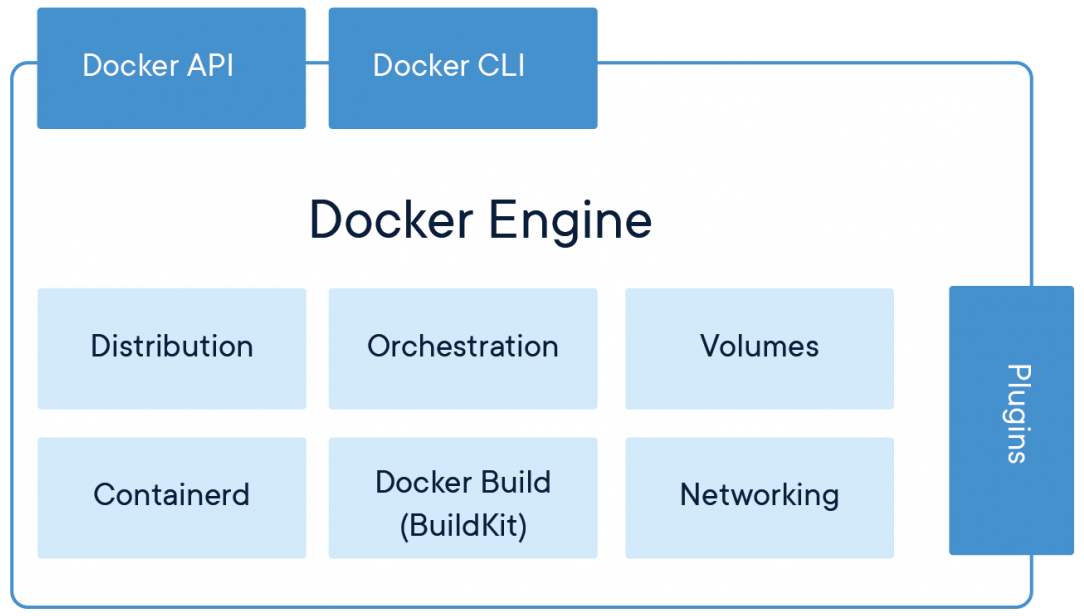 Docker API
Docker CLI
Docker Engine
Distribution
Orchestration
Volumes
Plugins
Containerd
Docker Build
(BuildKit)
Networking